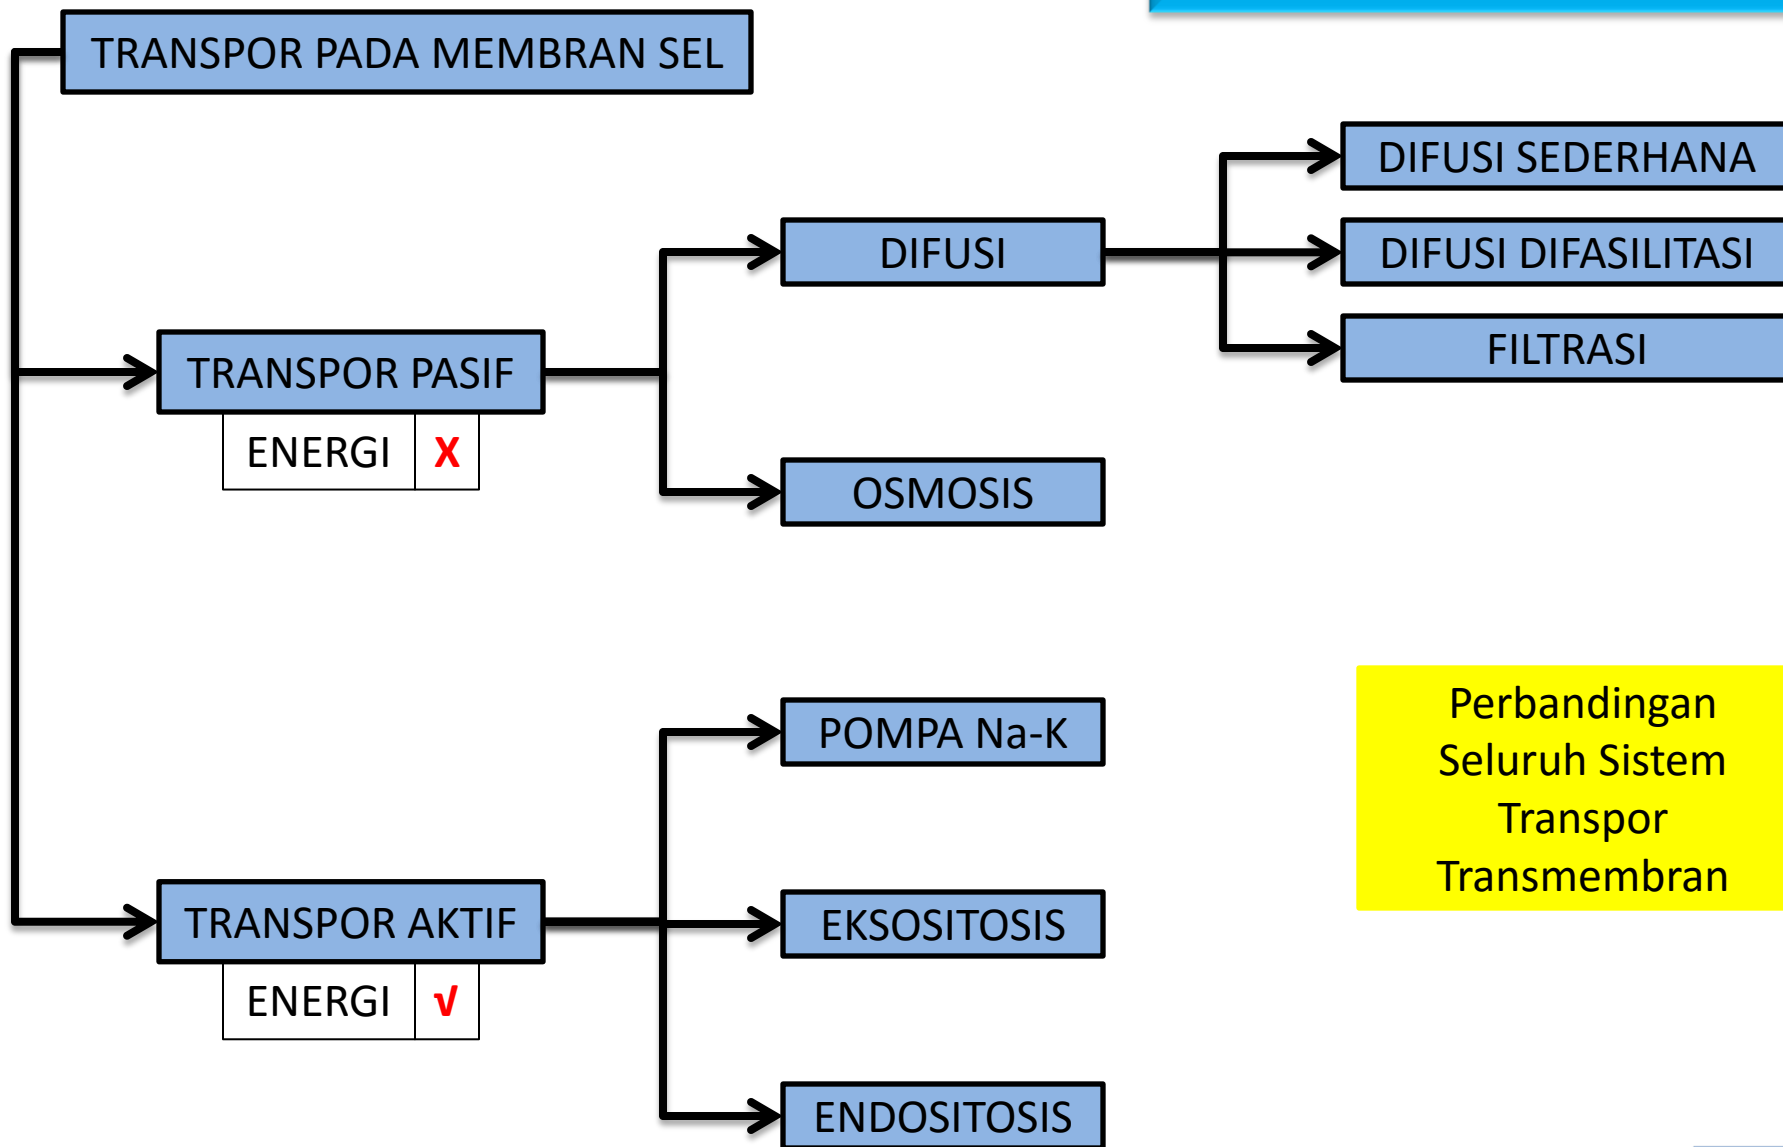 TRANSPOR PADA MEMBRAN SEL
DIFUSI SEDERHANA
DIFUSI
DIFUSI DIFASILITASI
FILTRASI
TRANSPOR PASIF
ENERGI X
OSMOSIS
POMPA Na-K
Perbandingan
Seluruh Sistem
Transpor
Transmembran
TRANSPOR AKTIF
ENERGI √
EKSOSITOSIS
ENDOSITOSIS